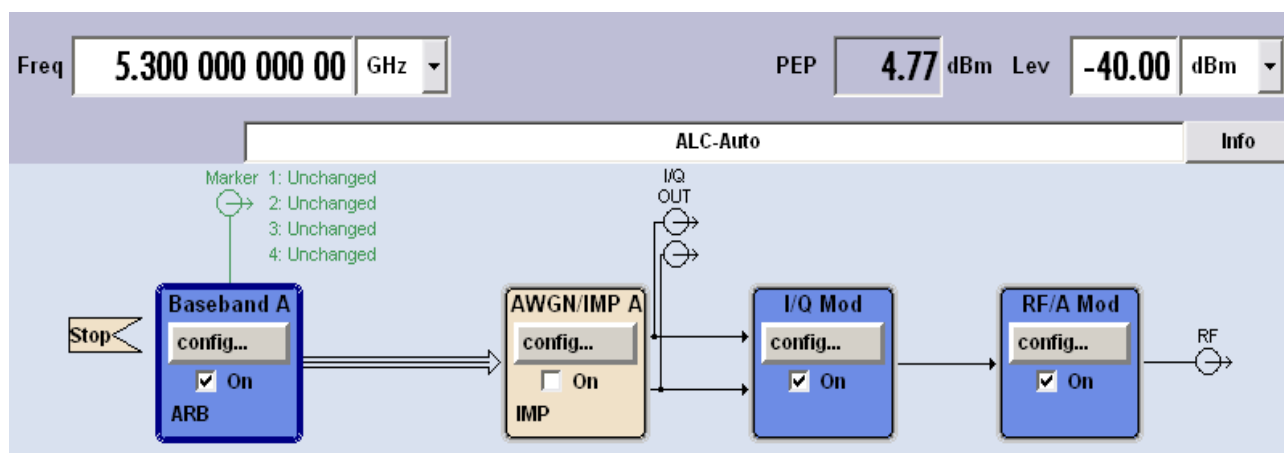 Freq 5.300 000 000 00 GHz PEP 4.77 dBm Lev -40.00 dBm
ALC-Auto Info
Marker 1: Unchanged
2: Unchanged
3: Unchanged
4: Unchanged
I/Q
OUT
Stop
Baseband A
config...
On
ARB
AWGN/IMP A
config...
On
IMP
I/Q Mod
config...
On
RF/A Mod
config...
On
RF